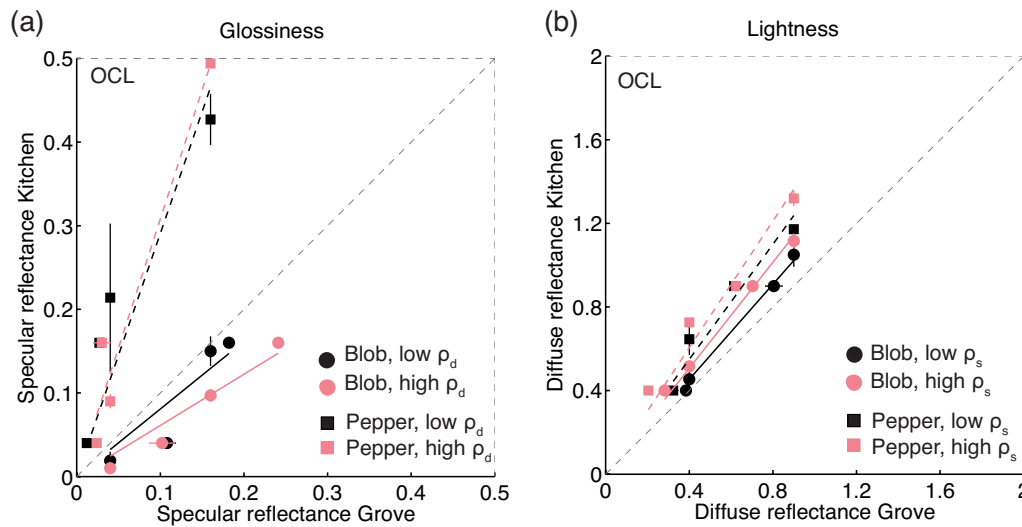 (a)
Glossiness
OCL
0.5
0.4
0.3
0.2
0.1
0
Specular reflectance Kitchen
Blob, low ρd
Blob, high ρd
Pepper, low ρd
Pepper, high ρd
0
0.1
0.2
0.3
0.4
0.5
Specular reflectance Grove
(b)
Lightness
OCL
2
1.6
1.2
0.8
0.4
0
Diffuse reflectance Kitchen
Blob, low ρs
Blob, high ρs
Pepper, low ρs
Pepper, high ρs
0
0.4
0.8
1.2
1.6
2
Diffuse reflectance Grove